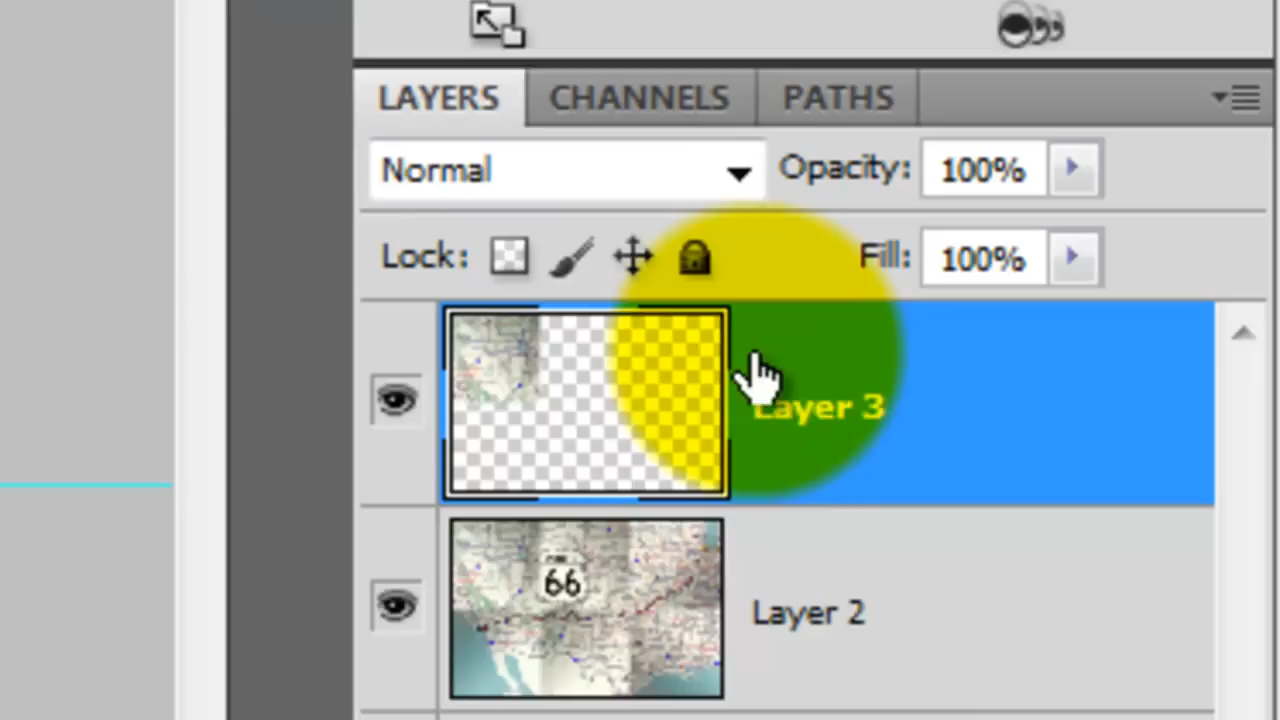 LAYERS CHANNELS PATHS
Normal Opacity: 100%
Lock: Fill: 100%
Layer 3
66
Layer 2